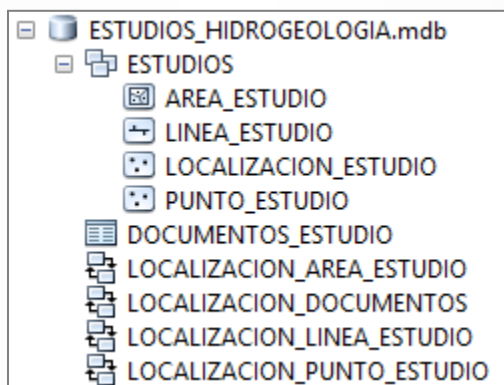 ESTUDIOS_HIDROGEOLOGIA.mdb
ESTUDIOS
AREA_ESTUDIO
LINEA_ESTUDIO
LOCALIZACION_ESTUDIO
PUNTO_ESTUDIO
DOCUMENTOS_ESTUDIO
LOCALIZACION_AREA_ESTUDIO
LOCALIZACION_DOCUMENTOS
LOCALIZACION_LINEA_ESTUDIO
LOCALIZACION_PUNTO_ESTUDIO